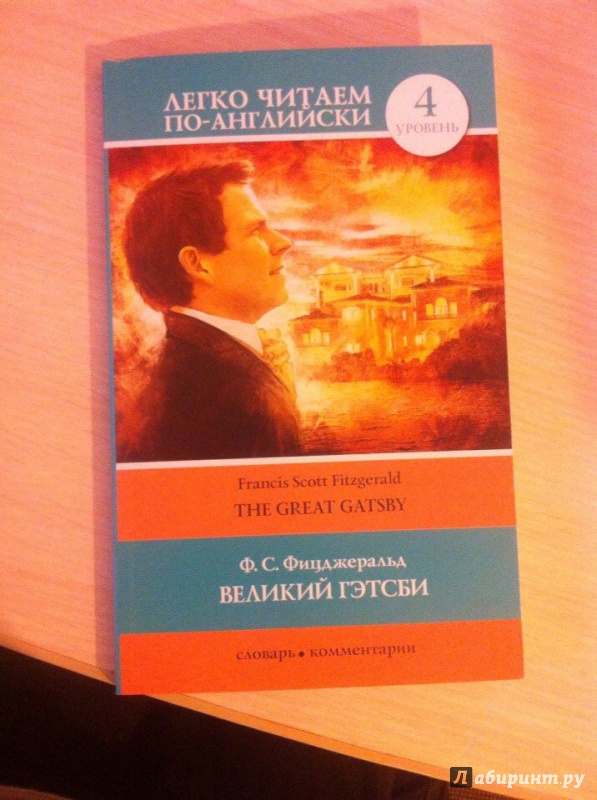 ЛЕГКО ЧИТАЕМ
ПО-АНГЛИЙСКИ
4
УРОВЕНЬ
Francis Scott Fitzgerald
THE GREAT GATSBY
Ф. С. Фицджеральд
ВЕЛИКИЙ ГЭТСБИ
словарь • комментарии
Л Лабиринт.ру